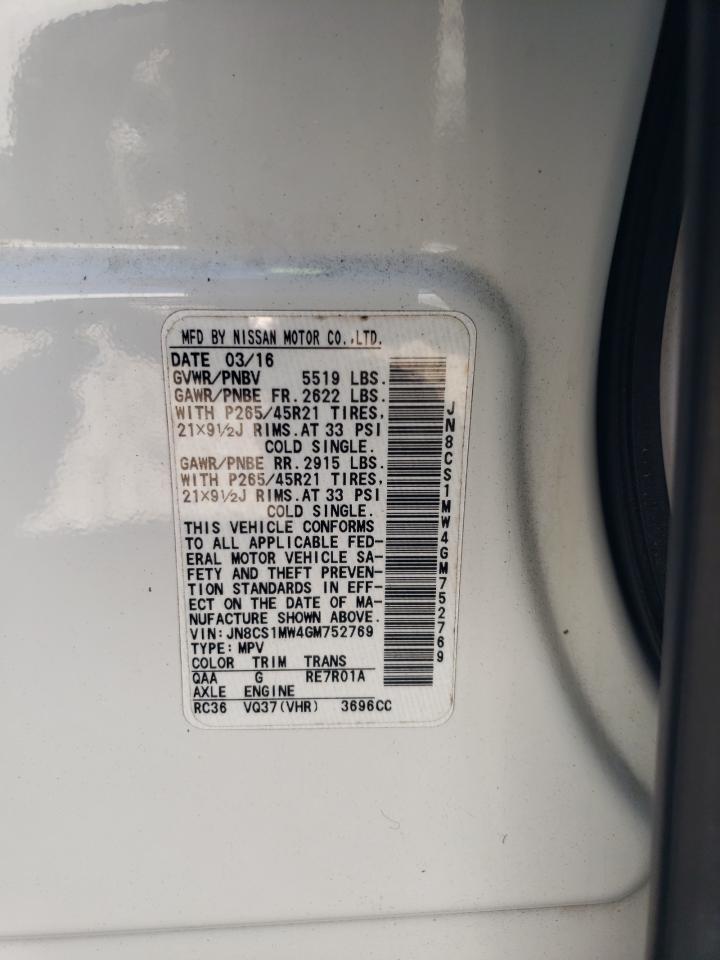 MFD BY NISSAN MOTOR CO.,LTD.
DATE 03/16
GVWR/PNBV 5519 LBS.
GAWR/PNBE FR. 2622 LBS.
WITH P265/45R21 TIRES,
21×9½J RIMS.AT 33 PSI
COLD SINGLE.
GAWR/PNBE RR. 2915 LBS.
WITH P265/45R21 TIRES,
21×9½J RIMS.AT 33 PSI
COLD SINGLE.
THIS VEHICLE CONFORMS
TO ALL APPLICABLE FED-
ERAL MOTOR VEHICLE SA-
FETY AND THEFT PREVEN-
TION STANDARDS IN EFF-
ECT ON THE DATE OF MA-
NUFACTURE SHOWN ABOVE.
VIN: JN8CS1MW4GM752769
TYPE: MPV
COLOR TRIM TRANS
QAA G RE7R01A
AXLE ENGINE
RC36 VQ37(VHR) 3696CC
JN8CS1MW4GM752769